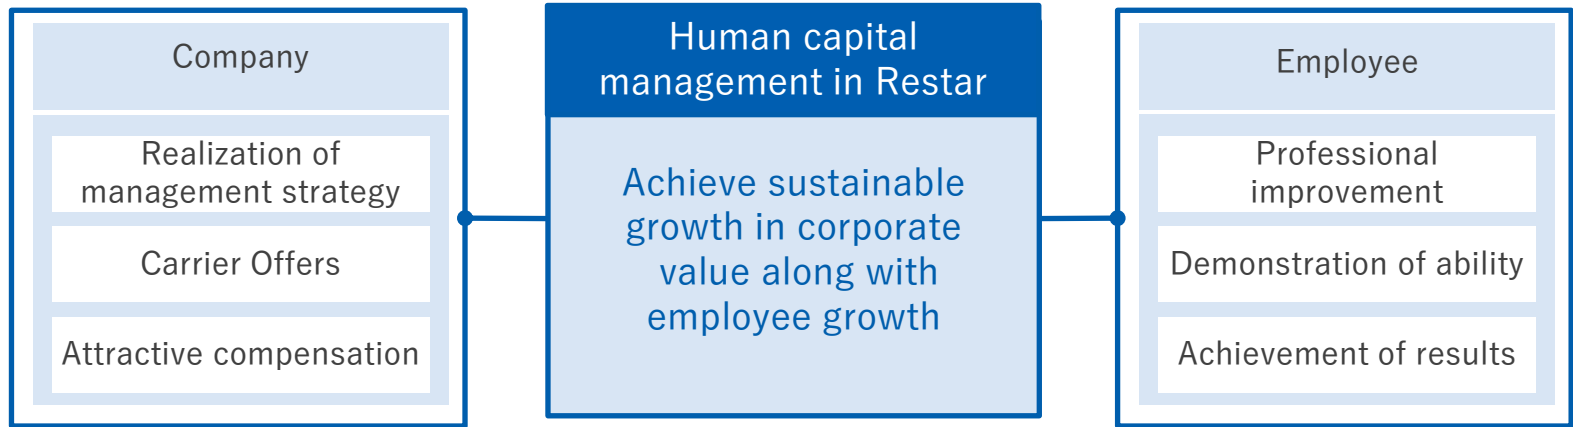 Company
Realization of
management strategy
Carrier Offers
Attractive compensation
Human capital
management in Restar
Achieve sustainable
growth in corporate
value along with
employee growth
Employee
Professional
improvement
Demonstration of ability
Achievement of results